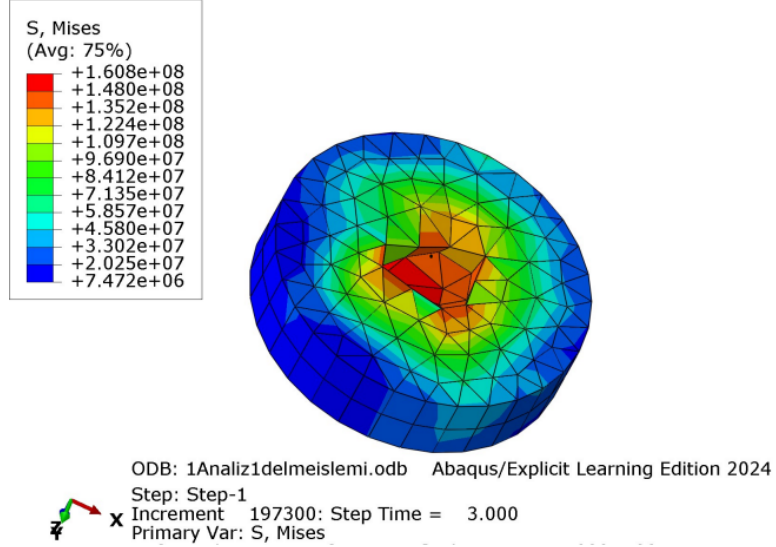 S, Mises
(Avg: 75%)
+1.608e+08
+1.480e+08
+1.352e+08
+1.224e+08
+1.097e+08
+9.690e+07
+8.412e+07
+7.135e+07
+5.857e+07
+4.580e+07
+3.302e+07
+2.025e+07
+7.472e+06
ODB: 1Analiz1delmeislemi.odb Abaqus/Explicit Learning Edition 2024
Step: Step-1
X Increment 197300: Step Time = 3.000
Primary Var: S, Mises